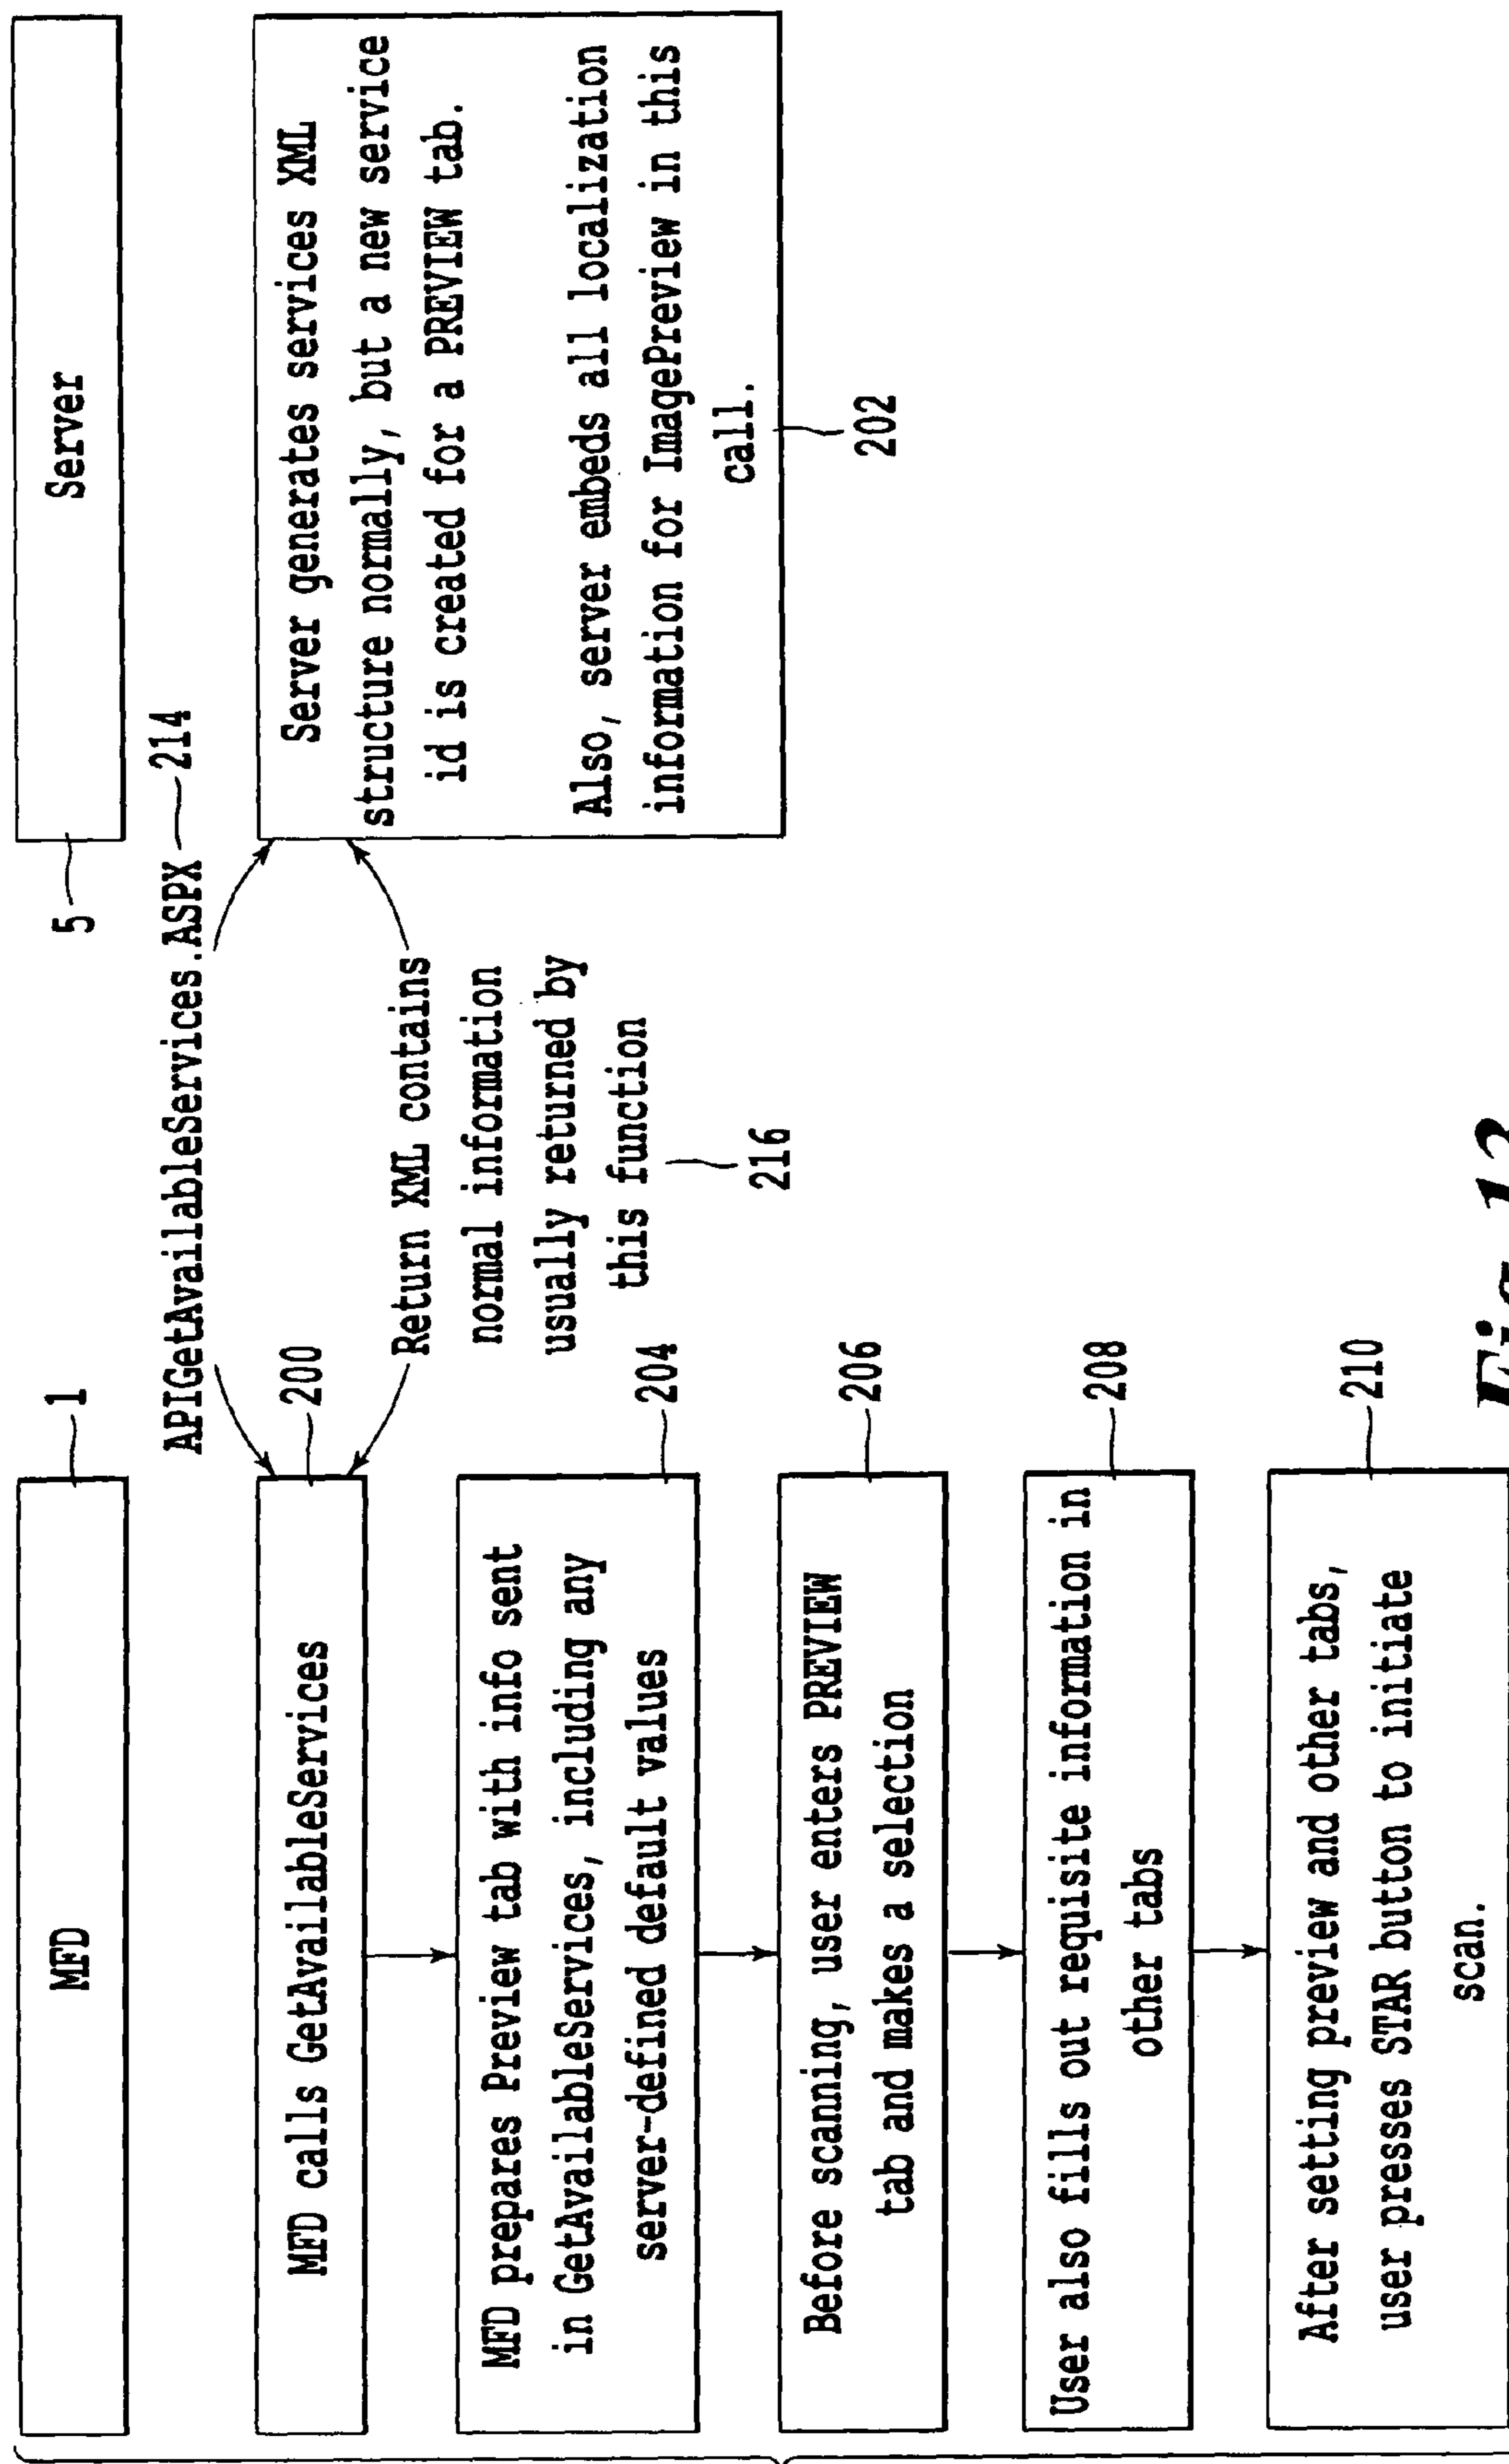 MFD
1
5
Server
APIGetAvailableServices.ASPX
214
MFD calls GetAvailableServices
200
Return XML contains
normal information
usually returned by
this function
216
Server generates services XML
structure normally, but a new service
id is created for a PREVIEW tab.
Also, server embeds all localization
information for ImagePreview in this
call.
202
MFD prepares Preview tab with info sent
in GetAvailableServices, including any
server-defined default values
204
Before scanning, user enters PREVIEW
tab and makes a selection
206
User also fills out requisite information in
other tabs
208
After setting preview and other tabs,
user presses STAR button to initiate
scan.
210